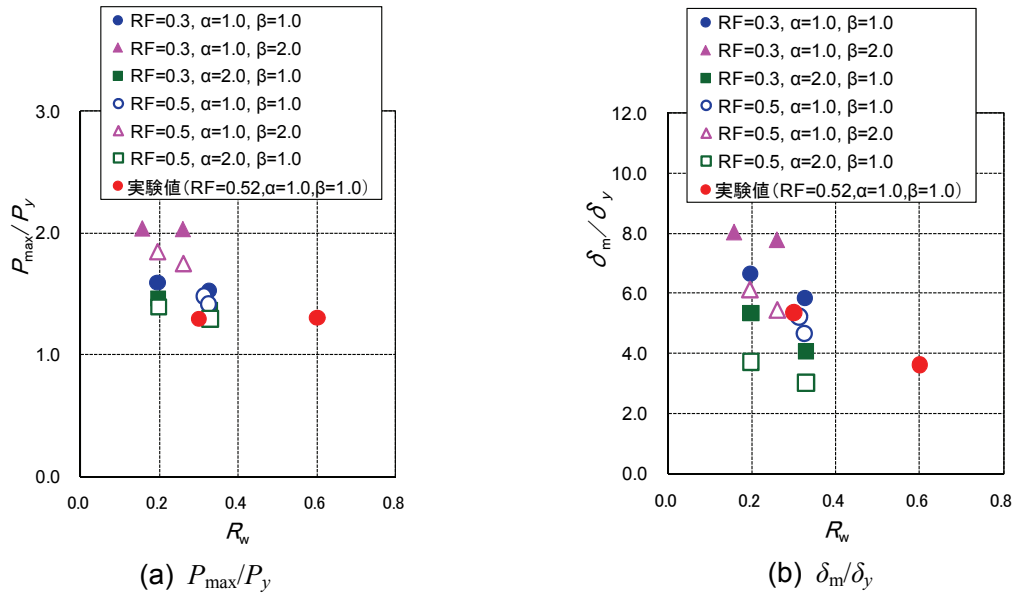 RF=0.3, α=1.0, β=1.0
RF=0.3, α=1.0, β=2.0
RF=0.3, α=2.0, β=1.0
RF=0.5, α=1.0, β=1.0
RF=0.5, α=1.0, β=2.0
RF=0.5, α=2.0, β=1.0
実験値(RF=0.52,α=1.0,β=1.0)
3.0
2.0
1.0
0.0
Pmax/Py
0.0 0.2 0.4 0.6 0.8
Rw
(a) Pmax/Py
RF=0.3, α=1.0, β=1.0
RF=0.3, α=1.0, β=2.0
RF=0.3, α=2.0, β=1.0
RF=0.5, α=1.0, β=1.0
RF=0.5, α=1.0, β=2.0
RF=0.5, α=2.0, β=1.0
実験値(RF=0.52,α=1.0,β=1.0)
12.0
10.0
8.0
6.0
4.0
2.0
0.0
δm/δy
0.0 0.2 0.4 0.6 0.8
Rw
(b) δm/δy